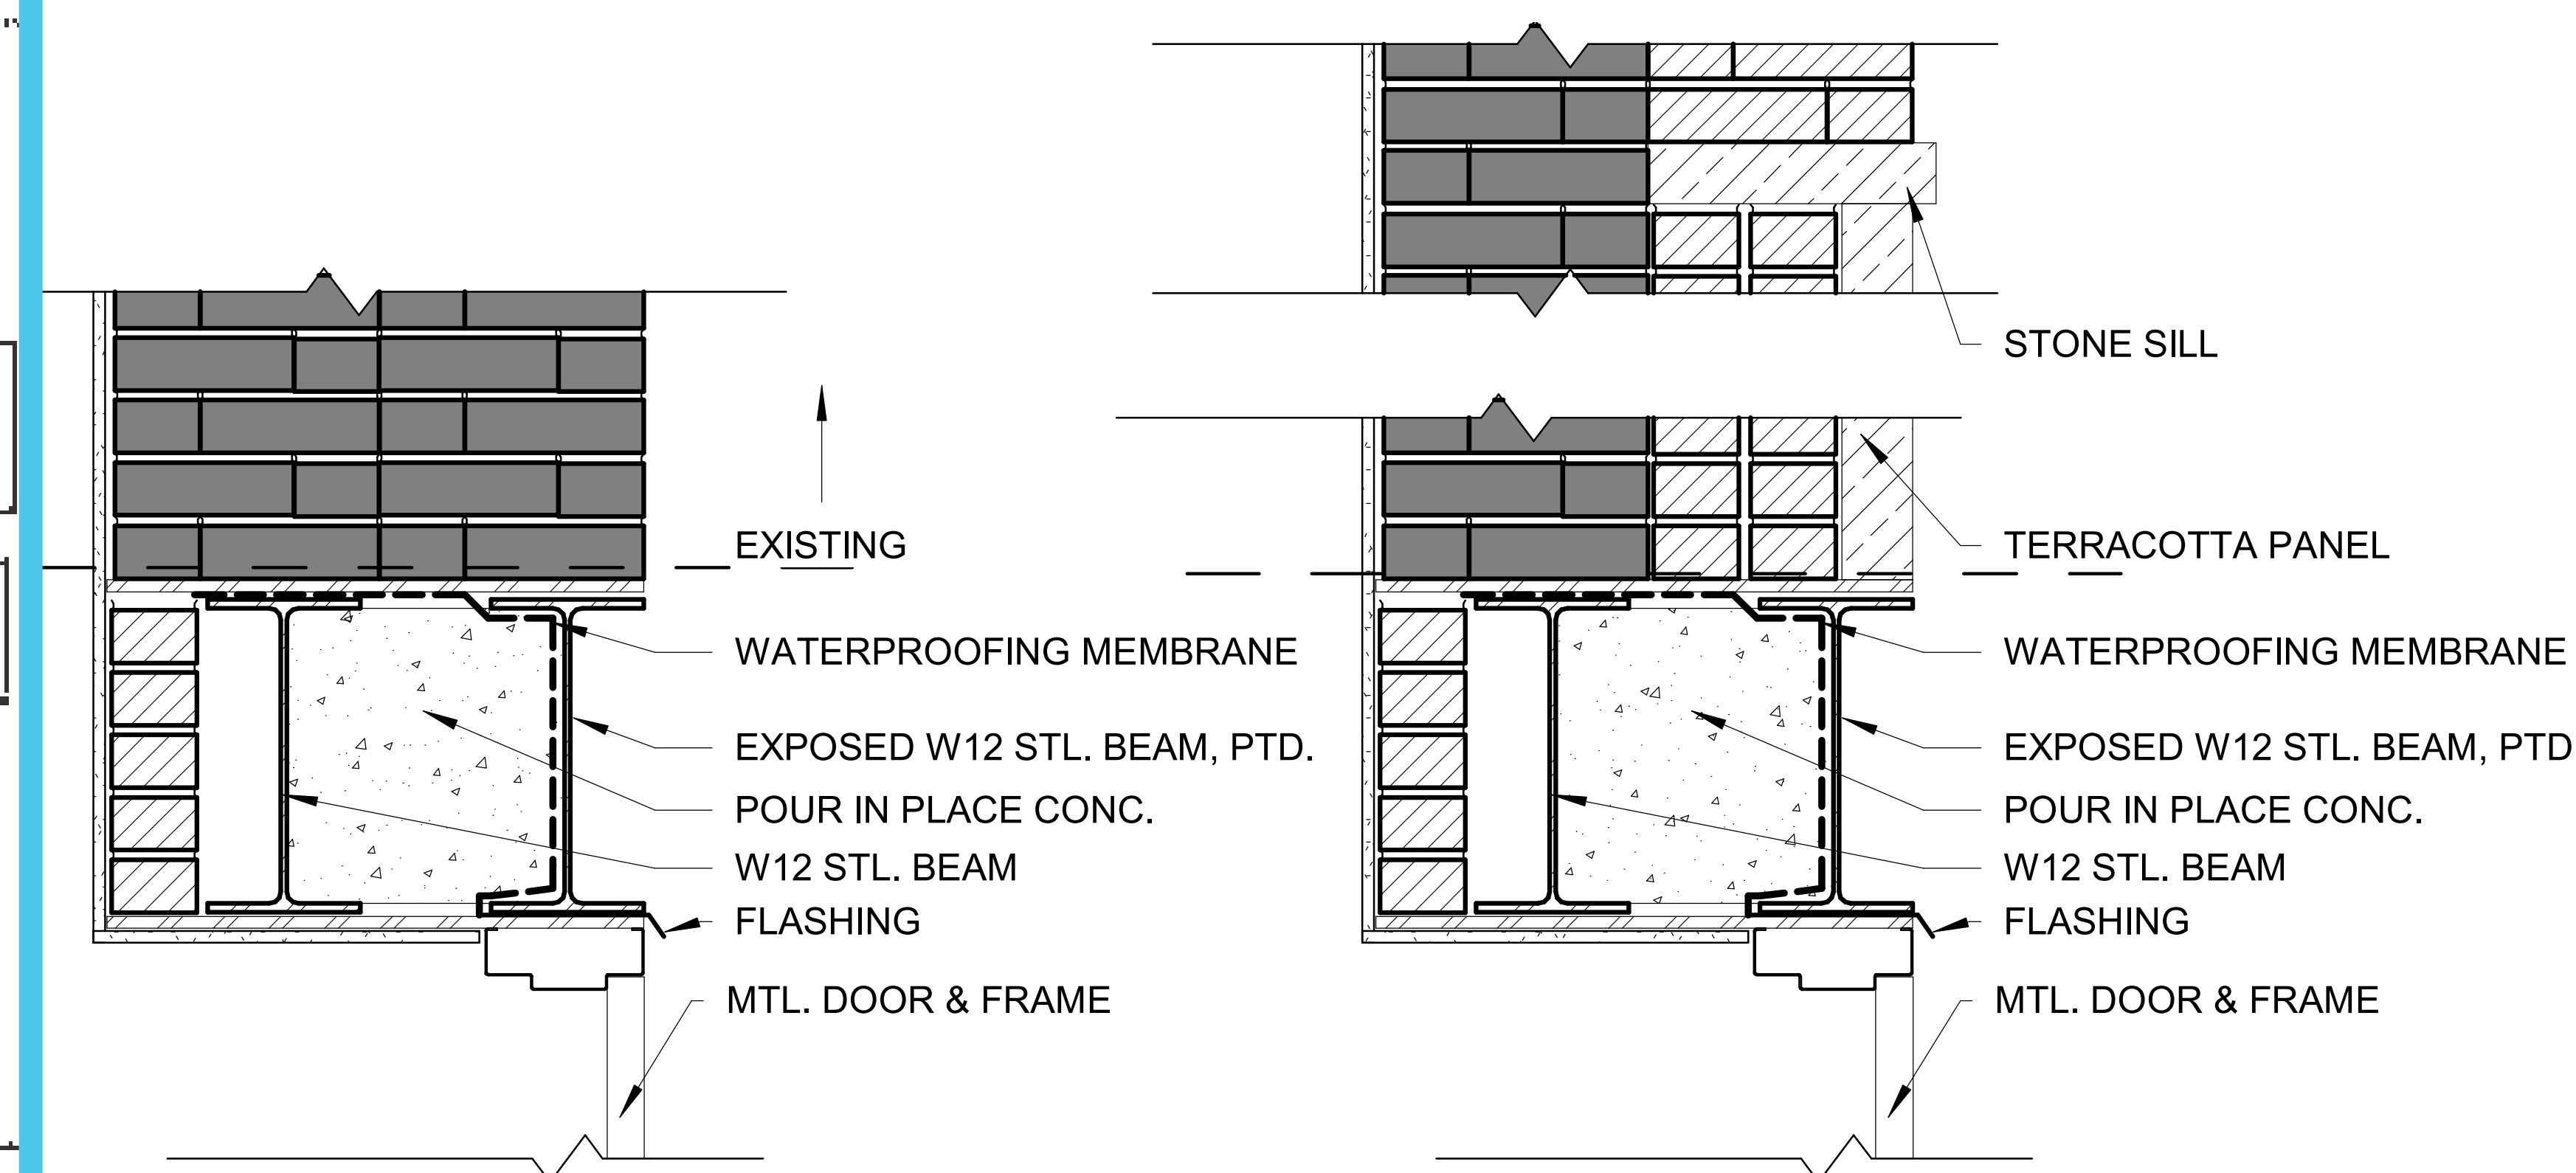 EXISTING
WATERPROOFING MEMBRANE
EXPOSED W12 STL. BEAM, PTD.
POUR IN PLACE CONC.
W12 STL. BEAM
FLASHING
MTL. DOOR & FRAME
STONE SILL
TERRACOTTA PANEL
WATERPROOFING MEMBRANE
EXPOSED W12 STL. BEAM, PTD
POUR IN PLACE CONC.
W12 STL. BEAM
FLASHING
MTL. DOOR & FRAME